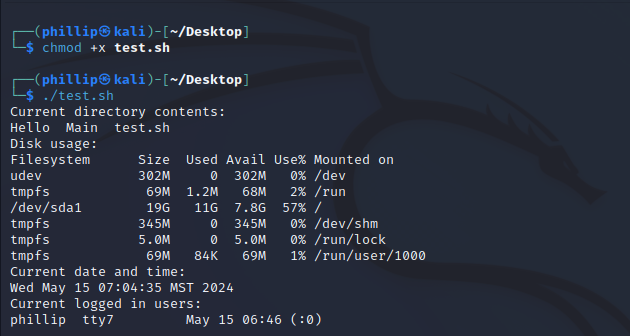 ┌──(phillip㉿kali)-[~/Desktop]
└─$ chmod +x test.sh
┌──(phillip㉿kali)-[~/Desktop]
└─$ ./test.sh
Current directory contents:
Hello  Main  test.sh
Disk usage:
Filesystem      Size  Used Avail Use% Mounted on
udev            302M     0  302M   0% /dev
tmpfs            69M  1.2M   68M   2% /run
/dev/sda1        19G   11G  7.8G  57% /
tmpfs           345M     0  345M   0% /dev/shm
tmpfs           5.0M     0  5.0M   0% /run/lock
tmpfs            69M   84K   69M   1% /run/user/1000
Current date and time:
Wed May 15 07:04:35 MST 2024
Current logged in users:
phillip  tty7         May 15 06:46 (:0)